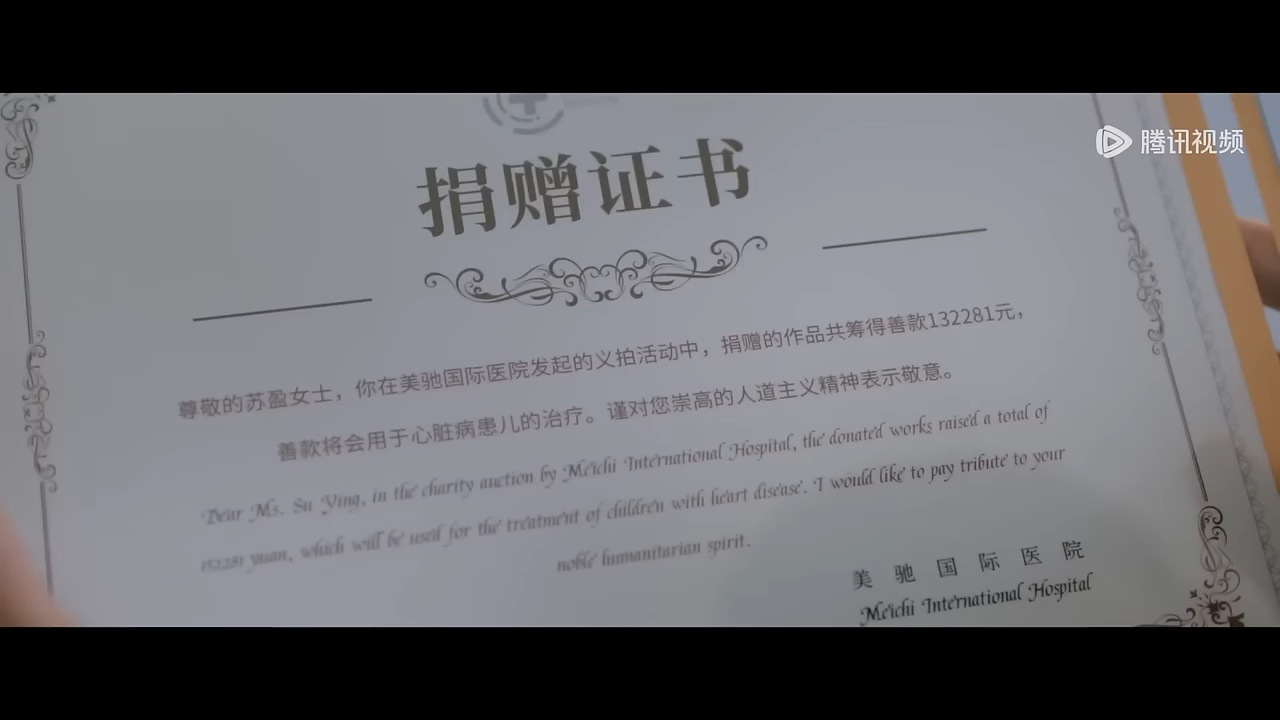 腾讯视频
捐赠证书
尊敬的苏盈女士，你在美驰国际医院发起的义拍活动中，捐赠的作品共筹得善款132281元，
善款将会用于心脏病患儿的治疗。谨对您崇高的人道主义精神表示敬意。
Dear Ms. Su Ying, in the charity auction by Meichi International Hospital, the donated works raised a total of
yuan, which will be used for the treatment of children with heart disease. I would like to pay tribute to your
noble humanitarian spirit.
美驰国际医院
Meichi International Hospital